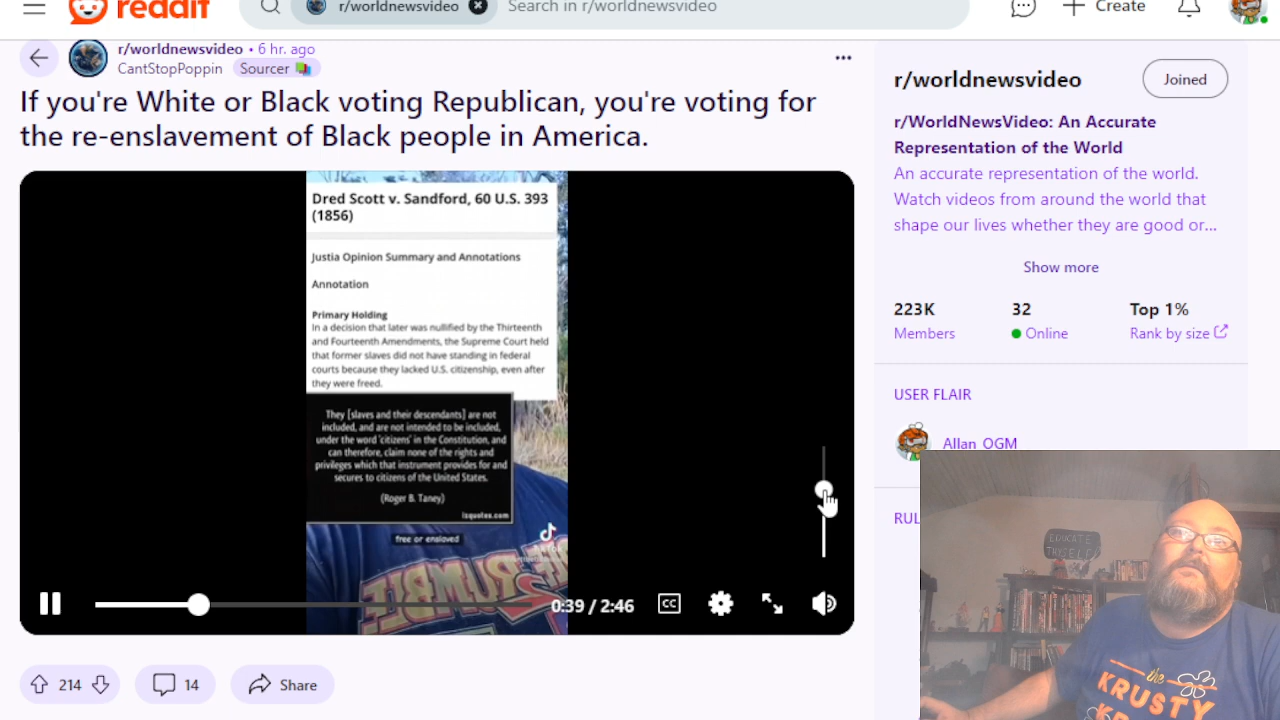 reddit
r/worldnewsvideo
Search in r/worldnewsvideo
Create
r/worldnewsvideo • 6 hr. ago
CantStopPoppin Sourcer
If you're White or Black voting Republican, you're voting for
the re-enslavement of Black people in America.
Dred Scott v. Sandford, 60 U.S. 393
(1856)
Justia Opinion Summary and Annotations
Annotation
Primary Holding
In a decision that later was nullified by the Thirteenth
and Fourteenth Amendments, the Supreme Court held
that former slaves did not have standing in federal
courts because they lacked U.S. citizenship, even after
they were freed.
They [slaves and their descendants] are not
included, and are not intended to be included,
under the word 'citizens' in the Constitution, and
can therefore, claim none of the rights and
privileges which that instrument provides for and
secures to citizens of the United States.
(Roger B. Taney)
izquotes.com
free or enslaved
RUMBLE
0:39 / 2:46
CC
214
14
Share
r/worldnewsvideo
Joined
r/WorldNewsVideo: An Accurate
Representation of the World
An accurate representation of the world.
Watch videos from around the world that
shape our lives whether they are good or...
Show more
223K
Members
32
Online
Top 1%
Rank by size
USER FLAIR
Allan_OGM
RUL
EDUCATE
THYSELF
the
KRUSTY